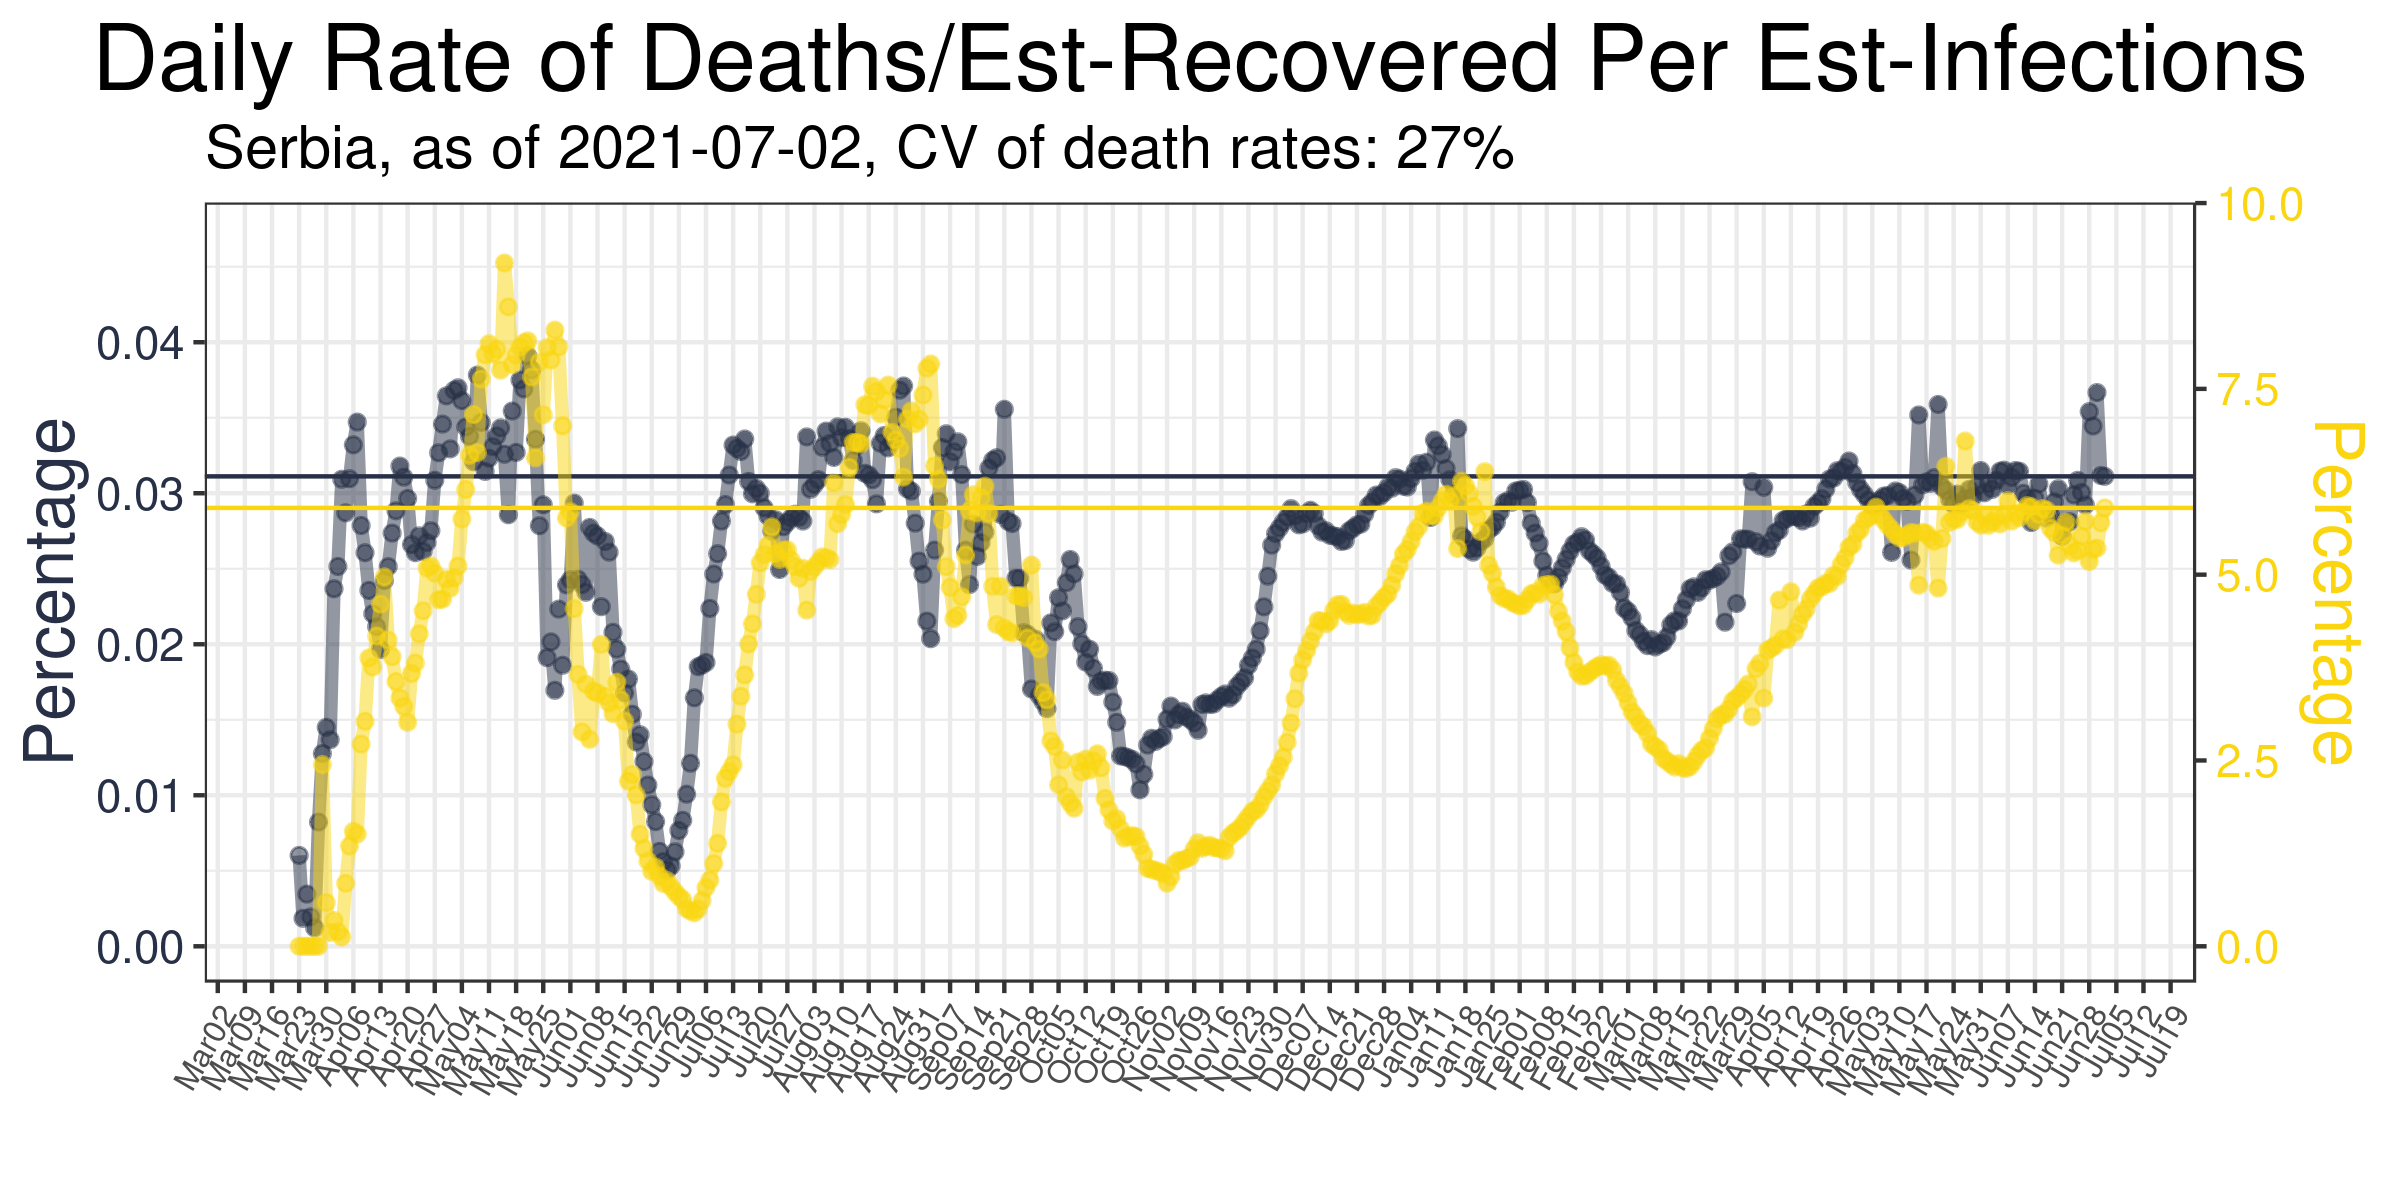 Daily Rate of Deaths/Est-Recovered Per Est-Infections
Serbia, as of 2021-07-02, CV of death rates: 27%
10.0
0.04
7.5
0.03
5.0
0.02
2.5
0.01
0.00
0.0
Percentage
Percentage
Mar02
Mar09
Mar16
Mar23
Mar30
Apr06
Apr13
Apr20
Apr27
May04
May11
May18
May25
Jun01
Jun08
Jun15
Jun22
Jun29
Jul06
Jul13
Jul20
Jul27
Aug03
Aug10
Aug17
Aug24
Aug31
Sep07
Sep14
Sep21
Sep28
Oct05
Oct12
Oct19
Oct26
Nov02
Nov09
Nov16
Nov23
Nov30
Dec07
Dec14
Dec21
Dec28
Jan04
Jan11
Jan18
Jan25
Feb01
Feb08
Feb15
Feb22
Mar01
Mar08
Mar15
Mar22
Mar29
Apr05
Apr12
Apr19
Apr26
May03
May10
May17
May24
May31
Jun07
Jun14
Jun21
Jun28
Jul05
Jul12
Jul19